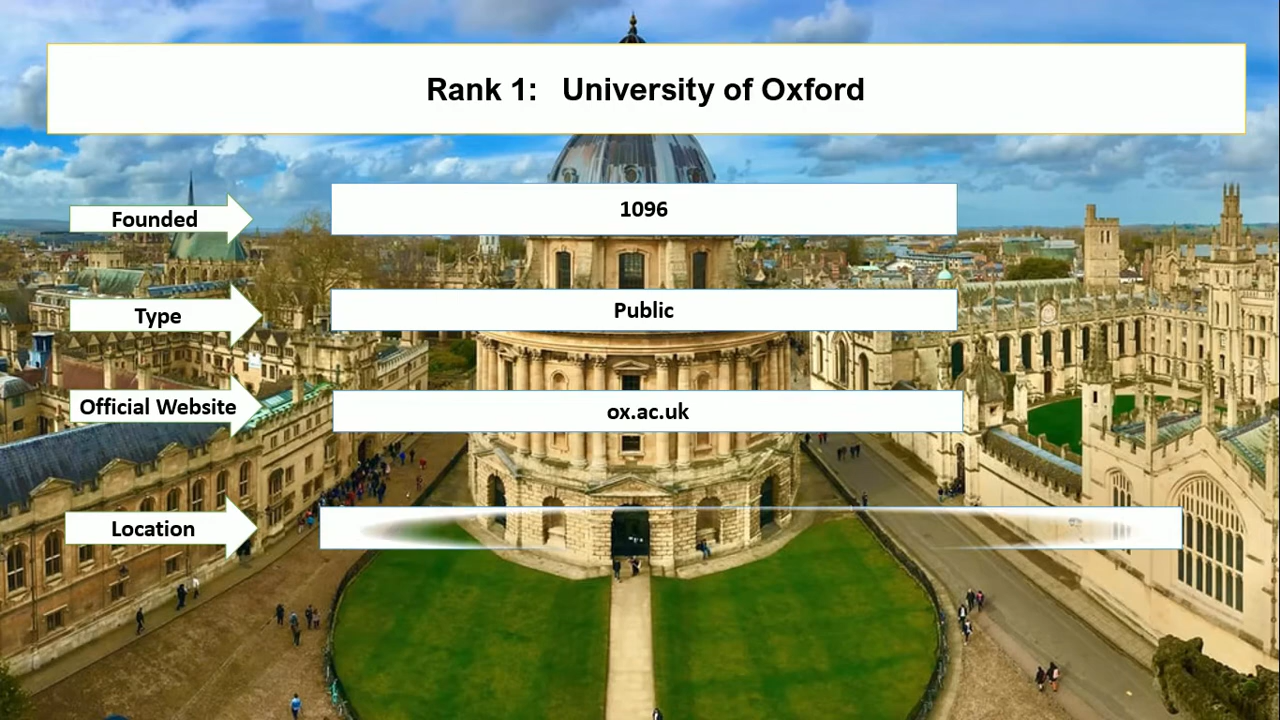 Rank 1: University of Oxford
Founded
1096
Type
Public
Official Website
ox.ac.uk
Location